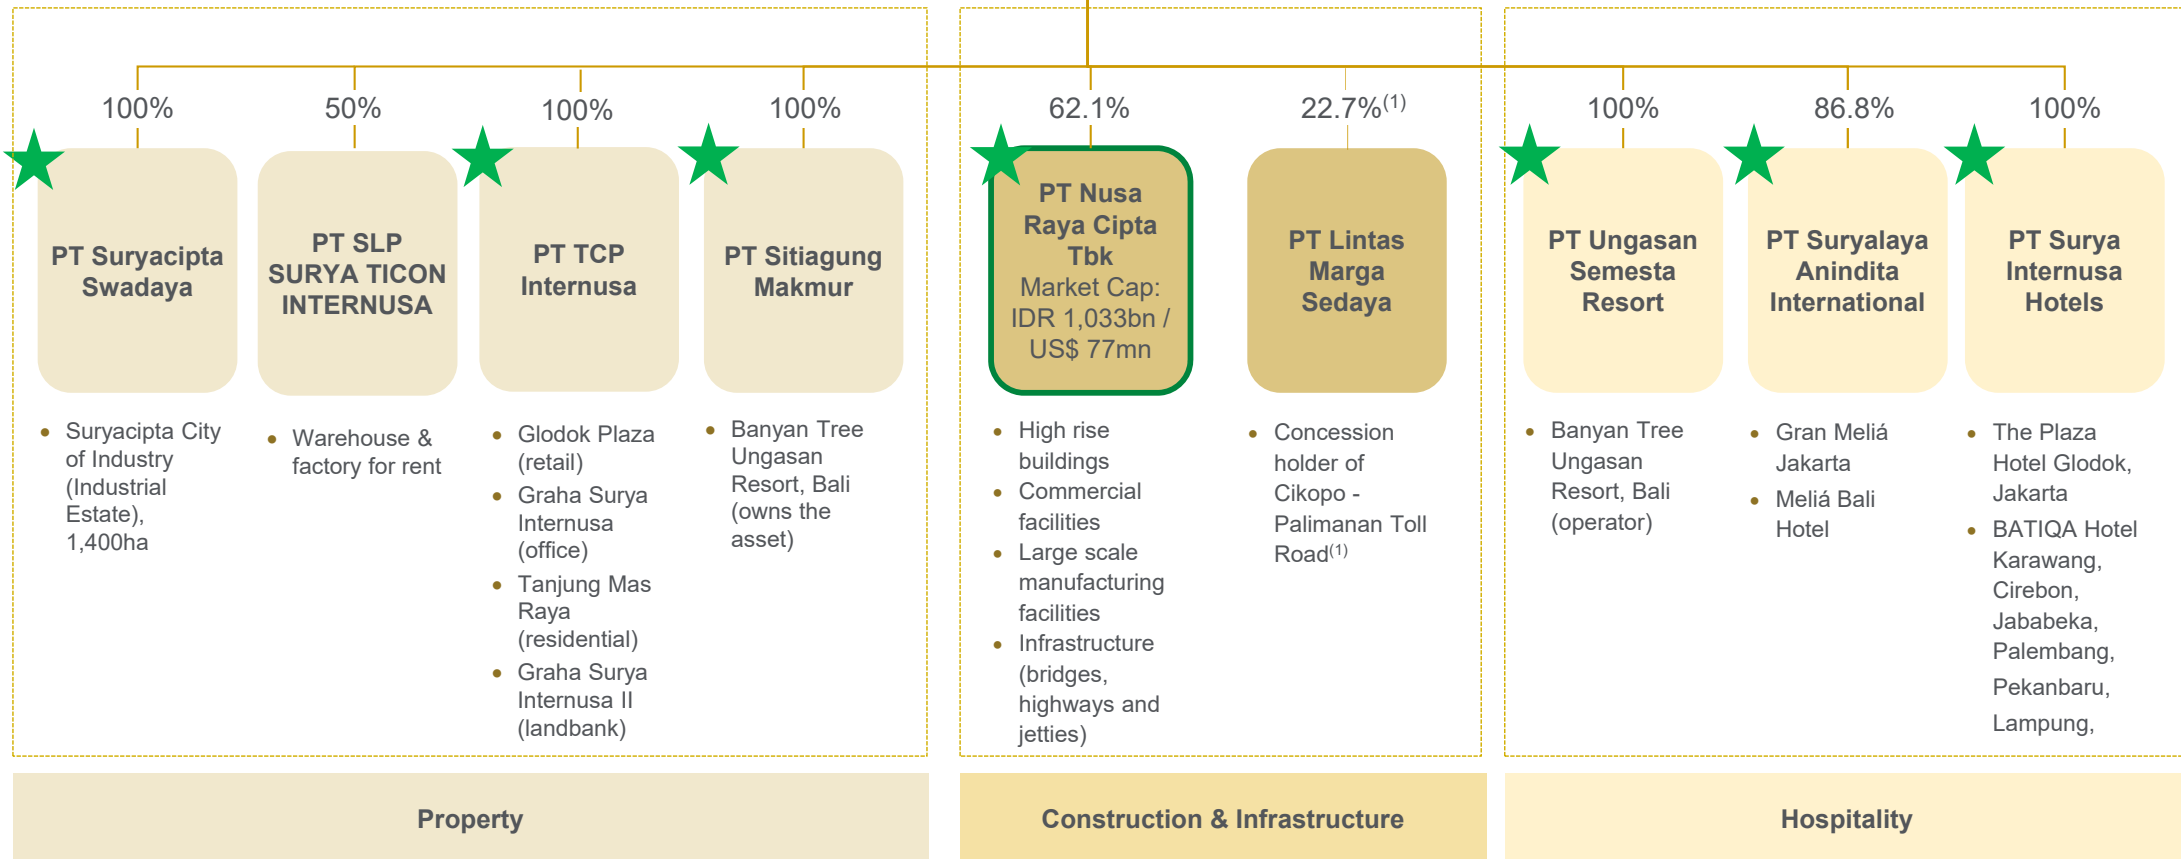 100%
50%
100%
100%
62.1%
22.7%(1)
100%
86.8%
100%
PT Suryacipta
Swadaya
PT SLP
SURYA TICON
INTERNUSA
PT TCP
Internusa
PT Sitiagung
Makmur
PT Nusa
Raya Cipta
Tbk
Market Cap:
IDR 1,033bn /
US$ 77mn
PT Lintas
Marga
Sedaya
PT Ungasan
Semesta
Resort
PT Suryalaya
Anindita
International
PT Surya
Internusa
Hotels
• Suryacipta City
of Industry
(Industrial
Estate),
1,400ha
• Warehouse &
factory for rent
• Glodok Plaza
(retail)
• Graha Surya
Internusa
(office)
• Tanjung Mas
Raya
(residential)
• Graha Surya
Internusa II
(landbank)
• Banyan Tree
Ungasan
Resort, Bali
(owns the
asset)
• High rise
buildings
• Commercial
facilities
• Large scale
manufacturing
facilities
• Infrastructure
(bridges,
highways and
jetties)
• Concession
holder of
Cikopo -
Palimanan Toll
Road(1)
• Banyan Tree
Ungasan
Resort, Bali
(operator)
• Gran Meliá
Jakarta
• Meliá Bali
Hotel
• The Plaza
Hotel Glodok,
Jakarta
• BATIQA Hotel
Karawang,
Cirebon,
Jababeka,
Palembang,
Pekanbaru,
Lampung,
Property
Construction & Infrastructure
Hospitality